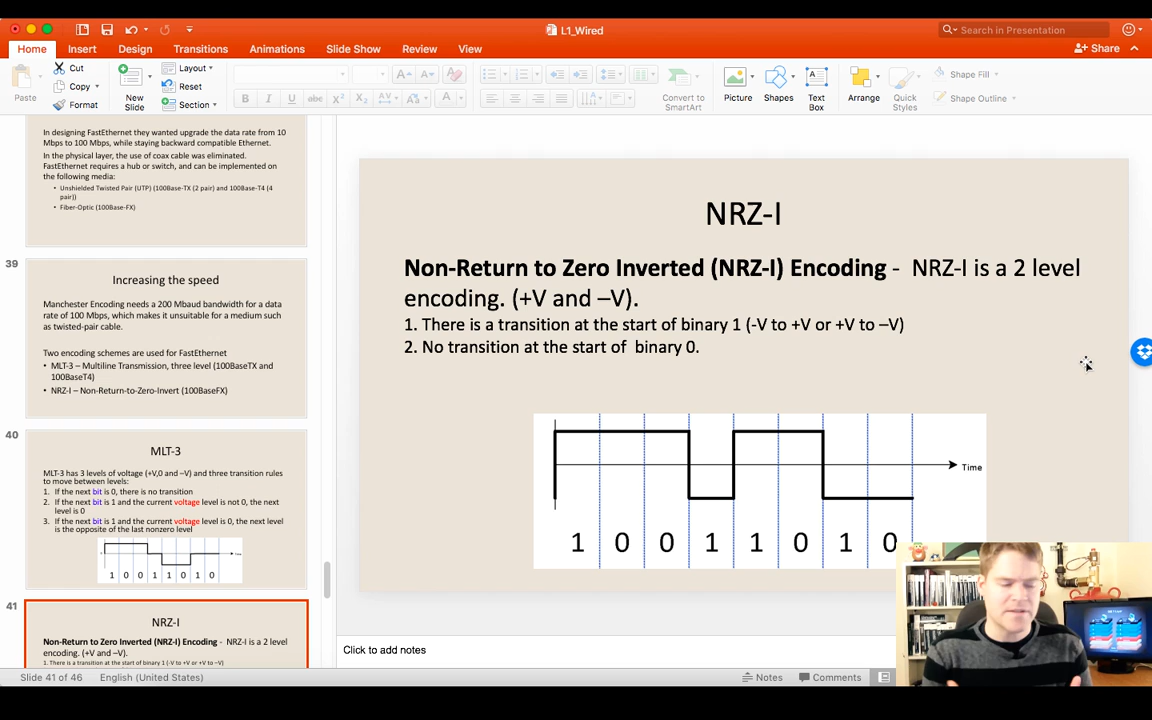 L1_Wired
Search in Presentation
Home Insert Design Transitions Animations Slide Show Review View
Share
Paste
Cut
Copy
Format
New Slide
Layout
Reset
Section
Convert to SmartArt
Picture
Shapes
Text Box
Arrange
Quick Styles
Shape Fill
Shape Outline
In designing FastEthernet they wanted upgrade the data rate from 10
Mbps to 100 Mbps, while staying backward compatible Ethernet.
In the physical layer, the use of coax cable was eliminated.
FastEthernet requires a hub or switch, and can be implemented on
the following media:
• Unshielded Twisted Pair (UTP) (100Base-TX (2 pair) and 100Base-T4 (4
pair))
• Fiber-Optic (100Base-FX)
39
Increasing the speed
Manchester Encoding needs a 200 Mbaud bandwidth for a data
rate of 100 Mbps, which makes it unsuitable for a medium such
as twisted-pair cable.
Two encoding schemes are used for FastEthernet
• MLT-3 – Multiline Transmission, three level (100BaseTX and
100BaseT4)
• NRZ-I – Non-Return-to-Zero-Invert (100BaseFX)
40
MLT-3
MLT-3 has 3 levels of voltage (+V,0 and –V) and three transition rules
to move between levels:
1. If the next bit is 0, there is no transition
2. If the next bit is 1 and the current voltage level is not 0, the next
level is 0
3. If the next bit is 1 and the current voltage level is 0, the next level
is the opposite of the last nonzero level
1 0 0 1 1 0 1 0
41
NRZ-I
Non-Return to Zero Inverted (NRZ-I) Encoding - NRZ-I is a 2 level
encoding. (+V and –V).
1. There is a transition at the start of binary 1 (-V to +V or +V to –V)
NRZ-I
Non-Return to Zero Inverted (NRZ-I) Encoding - NRZ-I is a 2 level
encoding. (+V and –V).
1. There is a transition at the start of binary 1 (-V to +V or +V to –V)
2. No transition at the start of binary 0.
Time
1 0 0 1 1 0 1 0
Click to add notes
Slide 41 of 46 English (United States)
Notes Comments